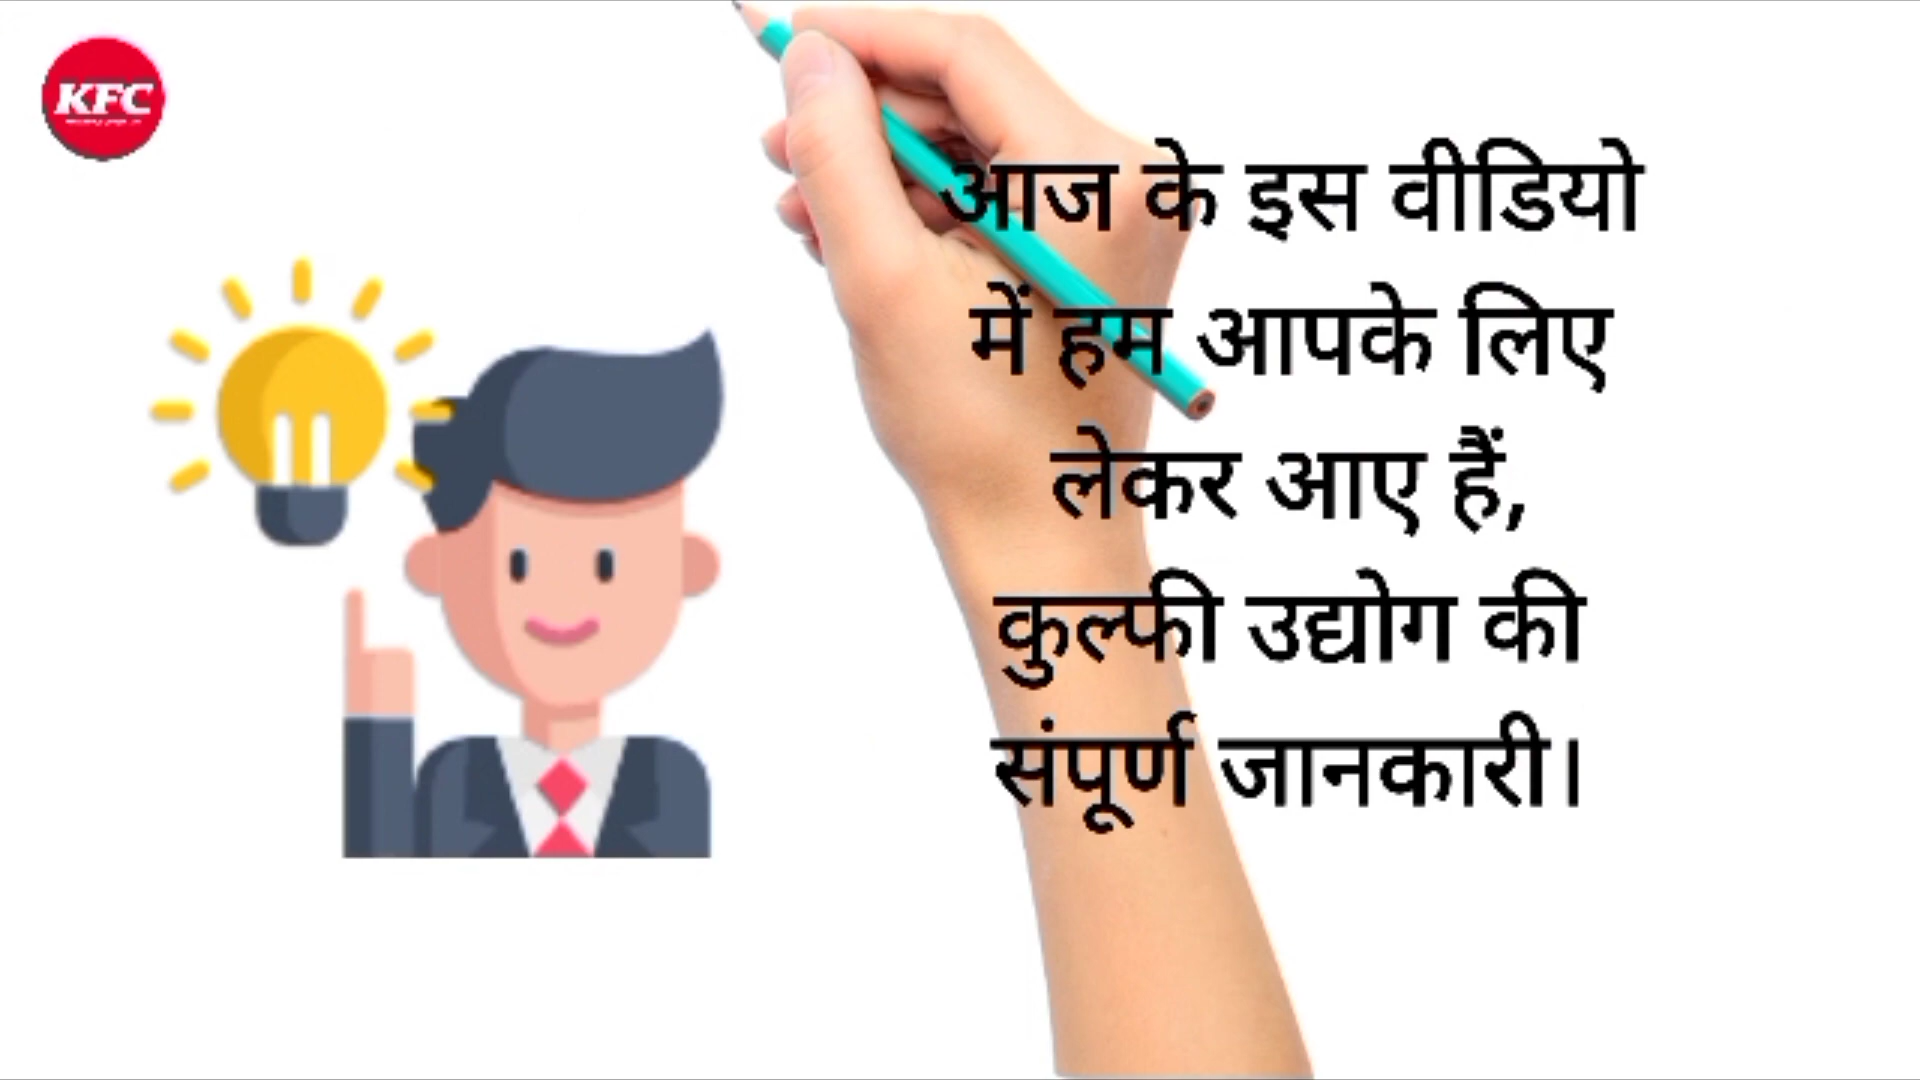 KFC
आज के इस वीडियो
में हम आपके लिए
लेकर आए हैं,
कुल्फी उद्योग की
संपूर्ण जानकारी।